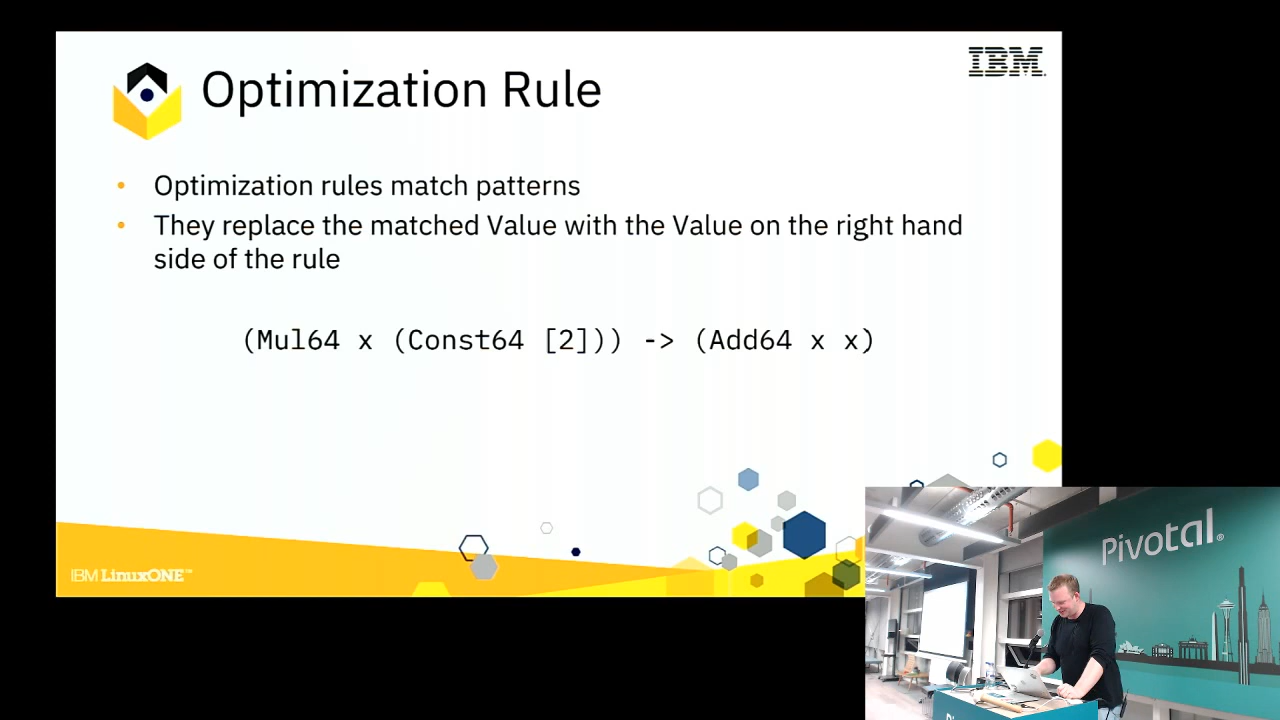 Optimization Rule
IBM
• Optimization rules match patterns
• They replace the matched Value with the Value on the right hand
side of the rule
(Mul64 x (Const64 [2])) -> (Add64 x x)
IBM LinuxONE™
Pivotal